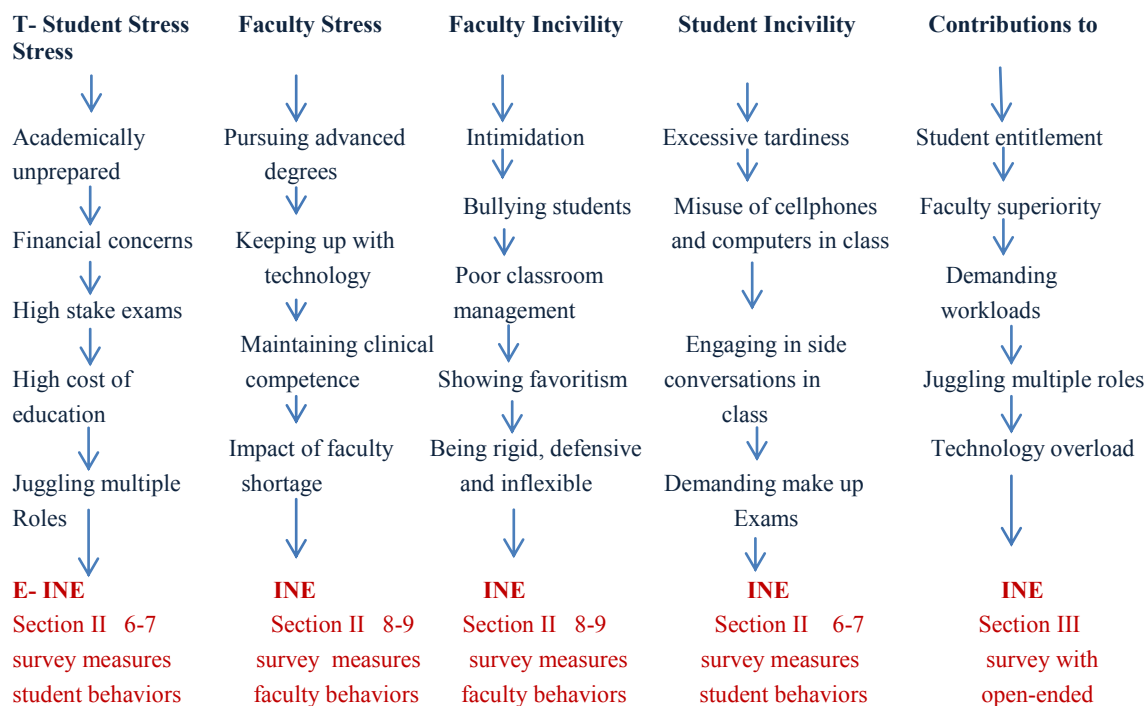 T- Student Stress
Stress
Academically
unprepared
Financial concerns
High stake exams
High cost of
education
Juggling multiple
Roles
E- INE
Section II 6-7
survey measures
student behaviors
Faculty Stress
Pursuing advanced
degrees
Keeping up with
technology
Maintaining clinical
competence
Impact of faculty
shortage
INE
Section II 8-9
survey measures
faculty behaviors
Faculty Incivility
Intimidation
Bullying students
Poor classroom
management
Showing favoritism
Being rigid, defensive
and inflexible
INE
Section II 8-9
survey measures
faculty behaviors
Student Incivility
Excessive tardiness
Misuse of cellphones
and computers in class
Engaging in side
conversations in
class
Demanding make up
Exams
INE
Section II 6-7
survey measures
student behaviors
Contributions to
Student entitlement
Faculty superiority
Demanding
workloads
Juggling multiple roles
Technology overload
INE
Section III
survey with
open-ended